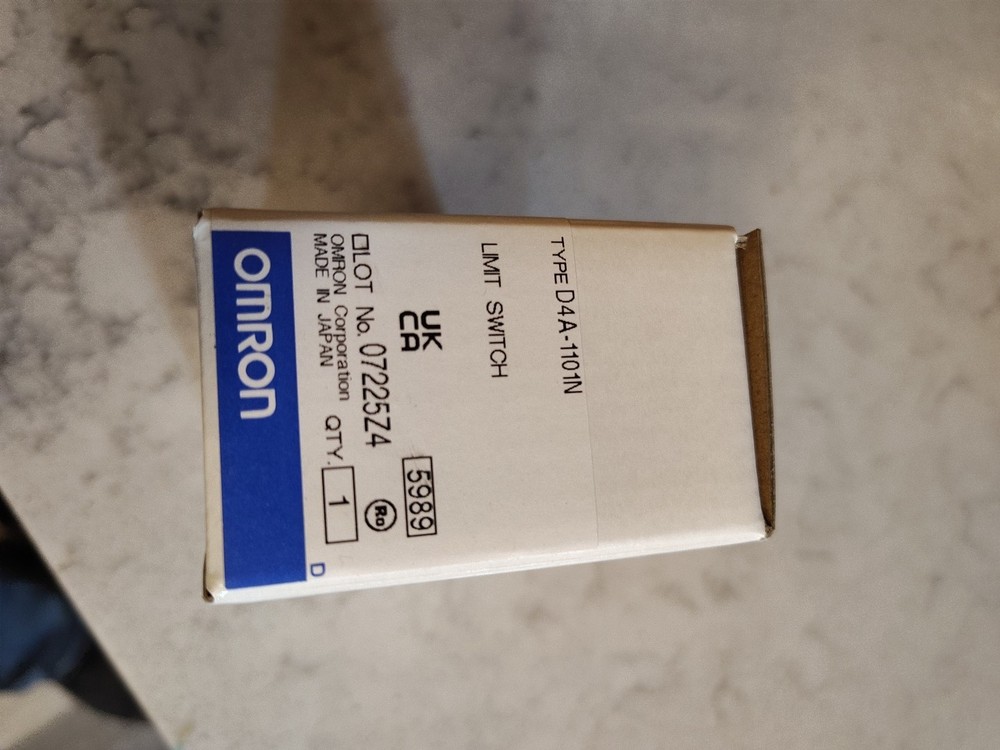 TYPE D4A-1101N
LIMIT SWITCH
UK
CA
5989
LOT No. 07225Z4
Ro
OMRON Corporation
MADE IN JAPAN
QTY. 1
D
OMRON